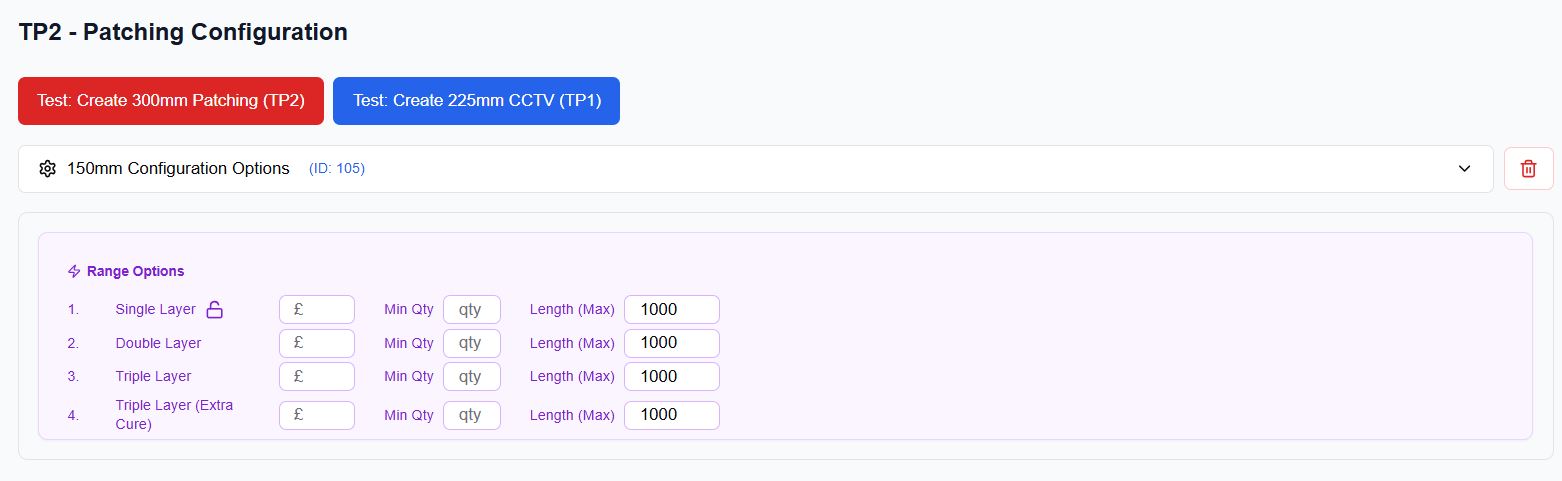 TP2 - Patching Configuration
Test: Create 300mm Patching (TP2) Test: Create 225mm CCTV (TP1)
150mm Configuration Options (ID: 105)
Range Options
1. Single Layer £ Min Qty qty Length (Max) 1000
2. Double Layer £ Min Qty qty Length (Max) 1000
3. Triple Layer £ Min Qty qty Length (Max) 1000
4. Triple Layer (Extra
Cure) £ Min Qty qty Length (Max) 1000